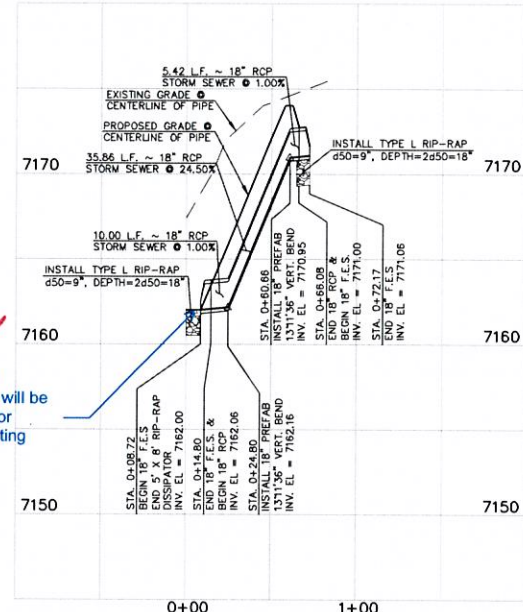 5.42 L.F. ~ 18" RCP
STORM SEWER @ 1.00%
EXISTING GRADE @
CENTERLINE OF PIPE
PROPOSED GRADE @
CENTERLINE OF PIPE
35.86 L.F. ~ 18" RCP
STORM SEWER @ 24.50%
10.00 L.F. ~ 18" RCP
STORM SEWER @ 1.00%
INSTALL TYPE L RIP-RAP
d50=9", DEPTH=2d50=18"
INSTALL TYPE L RIP-RAP
d50=9", DEPTH=2d50=18"
7170
7170
7160
7160
7150
7150
will be
or
ting
STA. 0+08.72
BEGIN 18" F.E.S
END 5' X 8' RIP-RAP
DISSIPATOR
INV. EL = 7162.00
STA. 0+14.80
END 18" F.E.S &
BEGIN 18" RCP
INV. EL = 7162.06
STA. 0+24.80
INSTALL 18" PREFAB
13°11'36" VERT. BEND
INV. EL = 7162.16
STA. 0+60.66
INSTALL 18" PREFAB
13°11'36" VERT. BEND
INV. EL = 7170.95
STA. 0+66.08
END 18" RCP &
BEGIN 18" F.E.S
INV. EL = 7171.00
STA. 0+72.17
END 18" F.E.S
INV. EL = 7171.06
0+00
1+00